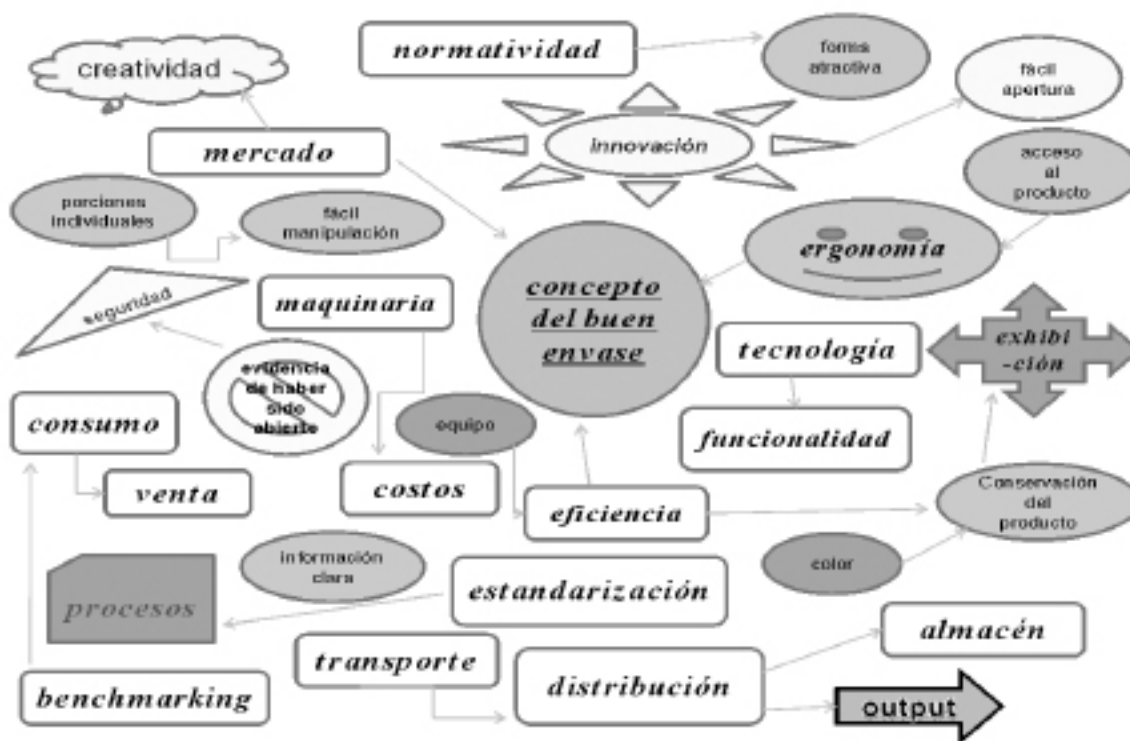 creatividad
normatividad
forma
atractiva
fácil
apertura
innovación
mercado
acceso
al
producto
porciones
individuales
fácil
manipulación
ergonomía
seguridad
maquinaria
concepto
del buen
envase
tecnología
exhibi
-ción
evidencia
de haber
sido
abierto
consumo
equipo
funcionalidad
venta
costos
eficiencia
Conservación
del
producto
información
clara
color
procesos
estandarización
almacén
transporte
distribución
benchmarking
output